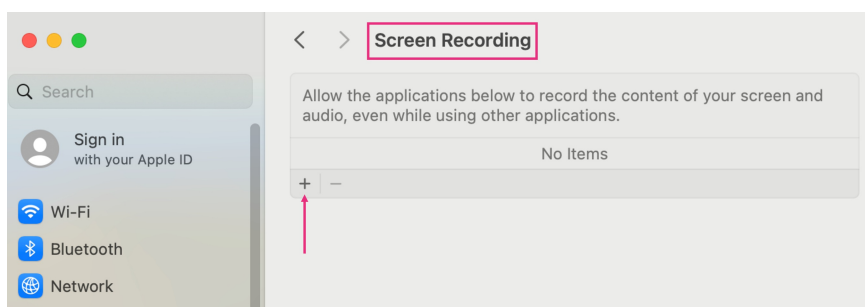 Screen Recording
Search
Sign in
with your Apple ID
Wi-Fi
Bluetooth
Network
Allow the applications below to record the content of your screen and
audio, even while using other applications.
No Items
+ −